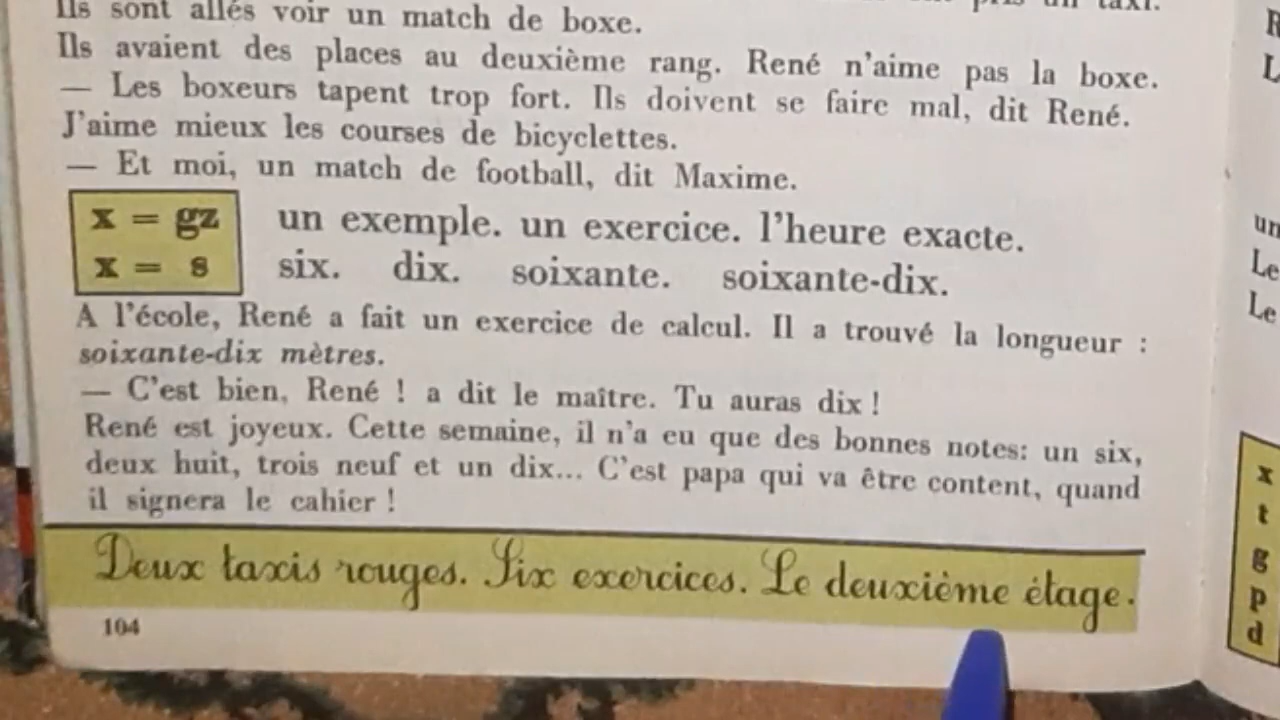 pris un taxi.
Ils sont allés voir un match de boxe.
Ils avaient des places au deuxième rang. René n'aime pas la boxe.
— Les boxeurs tapent trop fort. Ils doivent se faire mal, dit René.
J'aime mieux les courses de bicyclettes.
— Et moi, un match de football, dit Maxime.
x = gz un exemple. un exercice. l'heure exacte.
x = s six. dix. soixante. soixante-dix.
A l'école, René a fait un exercice de calcul. Il a trouvé la longueur :
soixante-dix mètres.
— C'est bien, René ! a dit le maître. Tu auras dix !
René est joyeux. Cette semaine, il n'a eu que des bonnes notes: un six,
deux huit, trois neuf et un dix... C'est papa qui va être content, quand
il signera le cahier !
Deux taxis rouges. Six exercices. Le deuxième étage.
104
un
Le
Le
x
t
g
p
d